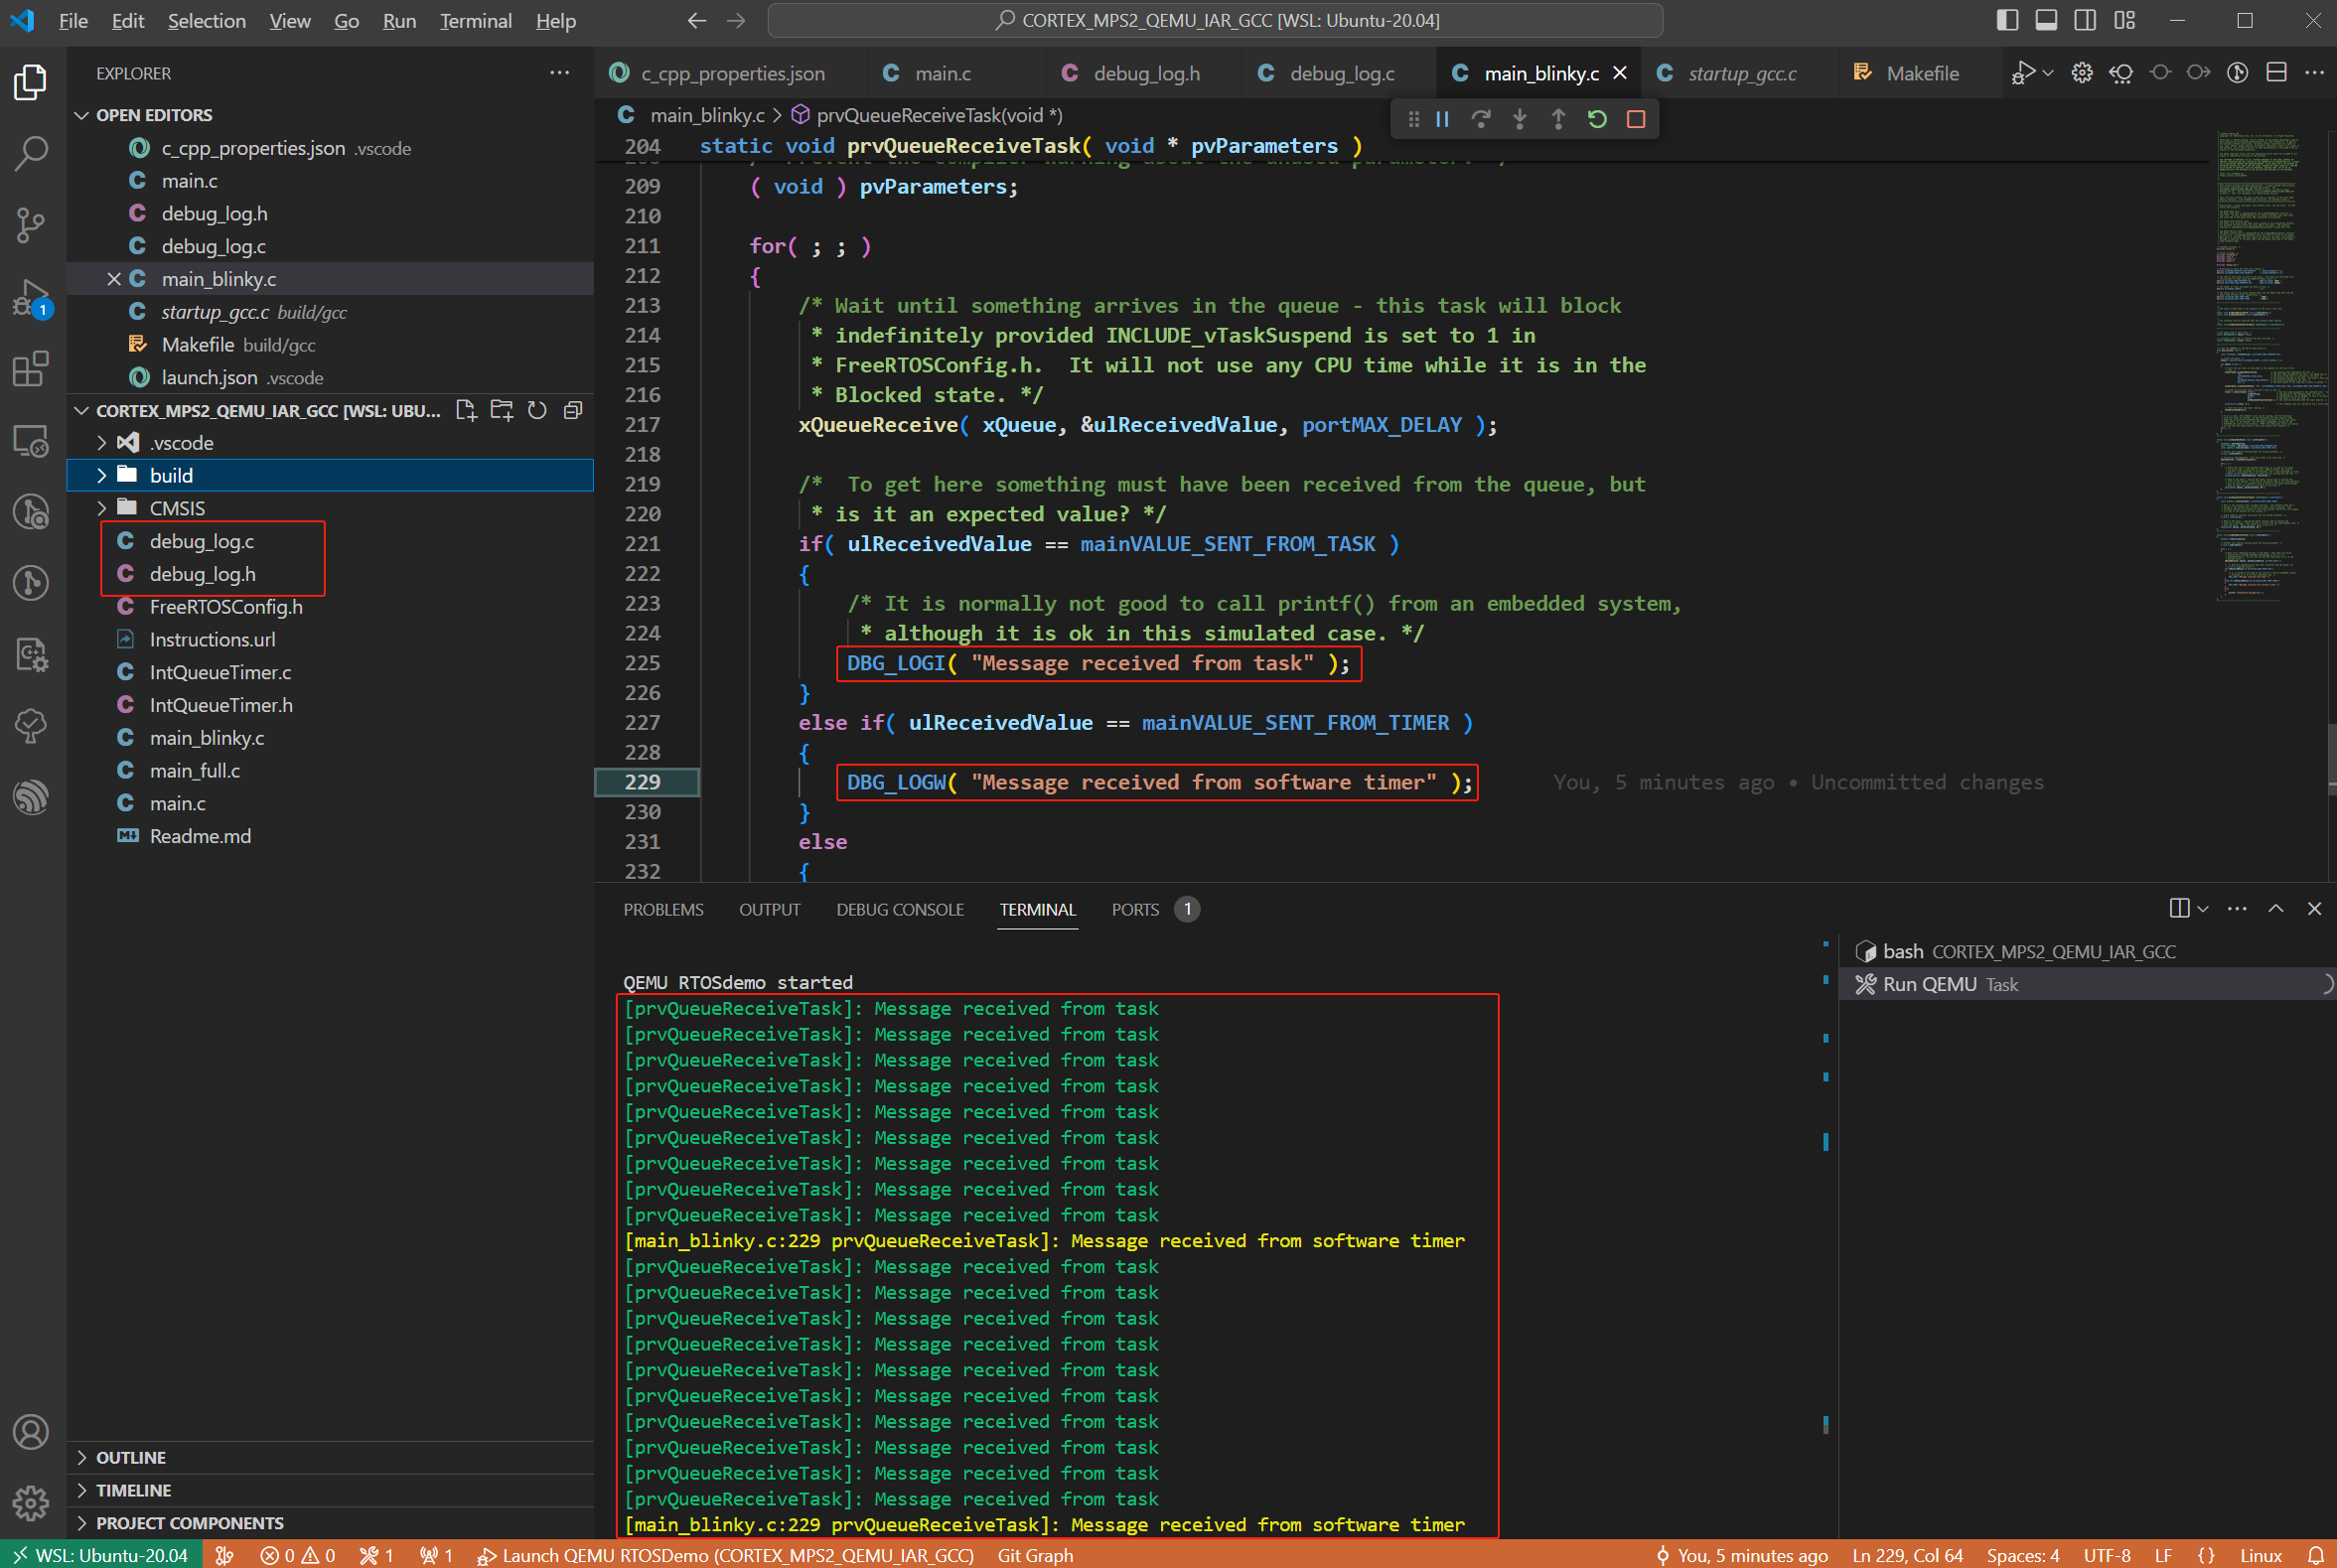 File Edit Selection View Go Run Terminal Help
CORTEX_MPS2_QEMU_IAR_GCC [WSL: Ubuntu-20.04]
EXPLORER
OPEN EDITORS
c_cpp_properties.json .vscode
main.c
debug_log.h
debug_log.c
main_blinky.c
startup_gcc.c build/gcc
Makefile build/gcc
launch.json .vscode
CORTEX_MPS2_QEMU_IAR_GCC [WSL: UBU...
.vscode
build
CMSIS
debug_log.c
debug_log.h
FreeRTOSConfig.h
Instructions.url
IntQueueTimer.c
IntQueueTimer.h
main_blinky.c
main_full.c
main.c
Readme.md
OUTLINE
TIMELINE
PROJECT COMPONENTS
c_cpp_properties.json main.c debug_log.h debug_log.c main_blinky.c startup_gcc.c Makefile
main_blinky.c > prvQueueReceiveTask(void *)
204 static void prvQueueReceiveTask( void * pvParameters )
209 ( void ) pvParameters;
210
211 for( ; ; )
212 {
213 /* Wait until something arrives in the queue - this task will block
214 * indefinitely provided INCLUDE_vTaskSuspend is set to 1 in
215 * FreeRTOSConfig.h.  It will not use any CPU time while it is in the
216 * Blocked state. */
217 xQueueReceive( xQueue, &ulReceivedValue, portMAX_DELAY );
218
219 /*  To get here something must have been received from the queue, but
220 * is it an expected value? */
221 if( ulReceivedValue == mainVALUE_SENT_FROM_TASK )
222 {
223 /* It is normally not good to call printf() from an embedded system,
224 * although it is ok in this simulated case. */
225 DBG_LOGI( "Message received from task" );
226 }
227 else if( ulReceivedValue == mainVALUE_SENT_FROM_TIMER )
228 {
229 DBG_LOGW( "Message received from software timer" ); You, 5 minutes ago • Uncommitted changes
230 }
231 else
232 {
PROBLEMS OUTPUT DEBUG CONSOLE TERMINAL PORTS 1
bash CORTEX_MPS2_QEMU_IAR_GCC
Run QEMU Task
QEMU RTOSdemo started
[prvQueueReceiveTask]: Message received from task
[prvQueueReceiveTask]: Message received from task
[prvQueueReceiveTask]: Message received from task
[prvQueueReceiveTask]: Message received from task
[prvQueueReceiveTask]: Message received from task
[prvQueueReceiveTask]: Message received from task
[prvQueueReceiveTask]: Message received from task
[prvQueueReceiveTask]: Message received from task
[prvQueueReceiveTask]: Message received from task
[main_blinky.c:229 prvQueueReceiveTask]: Message received from software timer
[prvQueueReceiveTask]: Message received from task
[prvQueueReceiveTask]: Message received from task
[prvQueueReceiveTask]: Message received from task
[prvQueueReceiveTask]: Message received from task
[prvQueueReceiveTask]: Message received from task
[prvQueueReceiveTask]: Message received from task
[prvQueueReceiveTask]: Message received from task
[prvQueueReceiveTask]: Message received from task
[prvQueueReceiveTask]: Message received from task
[prvQueueReceiveTask]: Message received from task
[main_blinky.c:229 prvQueueReceiveTask]: Message received from software timer
WSL: Ubuntu-20.04 0 0 1 1 Launch QEMU RTOSDemo (CORTEX_MPS2_QEMU_IAR_GCC) Git Graph You, 5 minutes ago Ln 229, Col 64 Spaces: 4 UTF-8 LF {} Linux